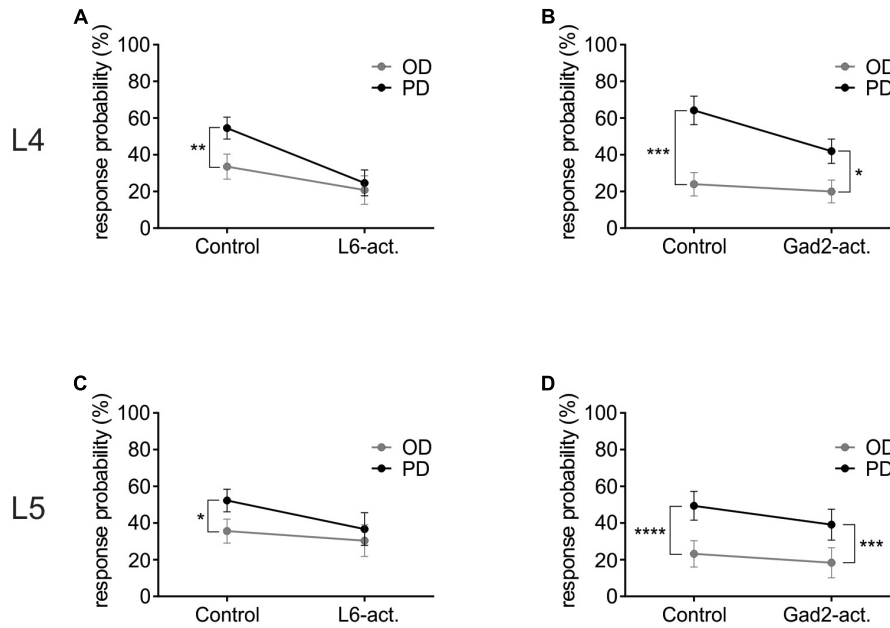 A
response probability (%)
100
80
60
40
20
0
OD
PD
**
Control
L6-act.
B
response probability (%)
100
80
60
40
20
0
OD
PD
***
*
Control
Gad2-act.
L4
C
response probability (%)
100
80
60
40
20
0
OD
PD
*
Control
L6-act.
D
response probability (%)
100
80
60
40
20
0
OD
PD
****
***
Control
Gad2-act.
L5